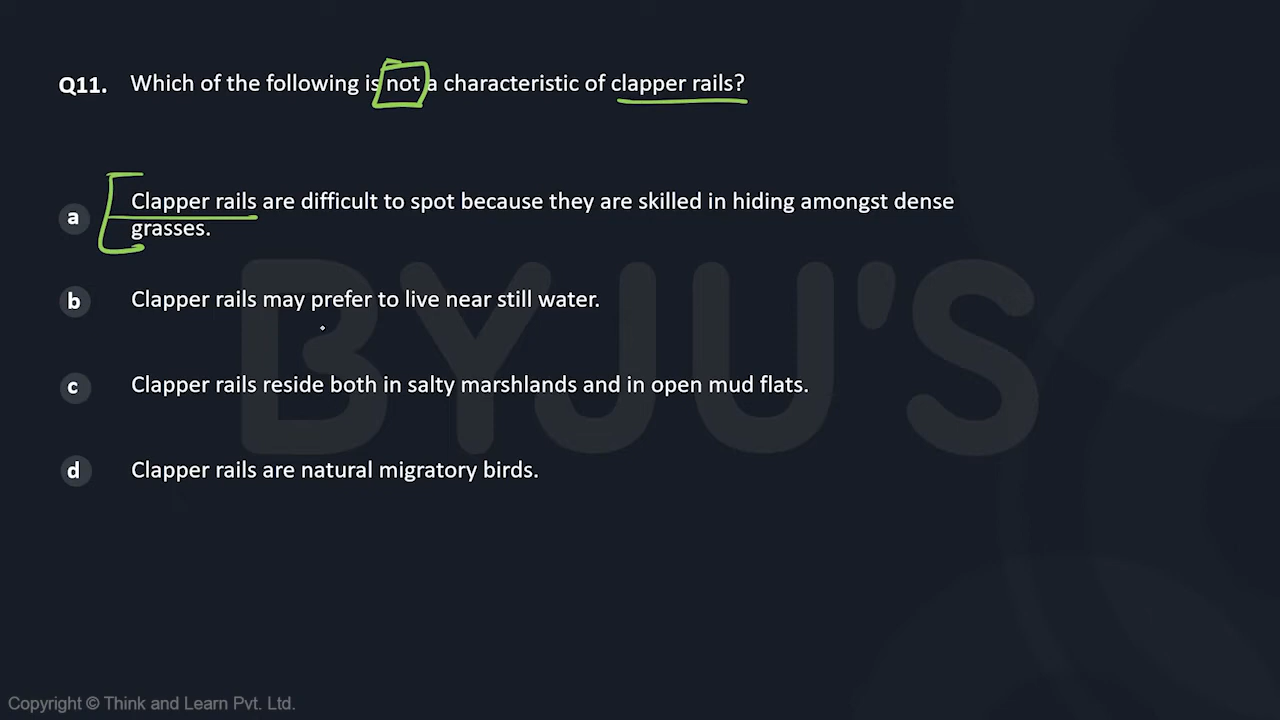 Q11. Which of the following is not a characteristic of clapper rails?
a Clapper rails are difficult to spot because they are skilled in hiding amongst dense
grasses.
b Clapper rails may prefer to live near still water.
BYJU'S
c Clapper rails reside both in salty marshlands and in open mud flats.
d Clapper rails are natural migratory birds.
Copyright © Think and Learn Pvt. Ltd.